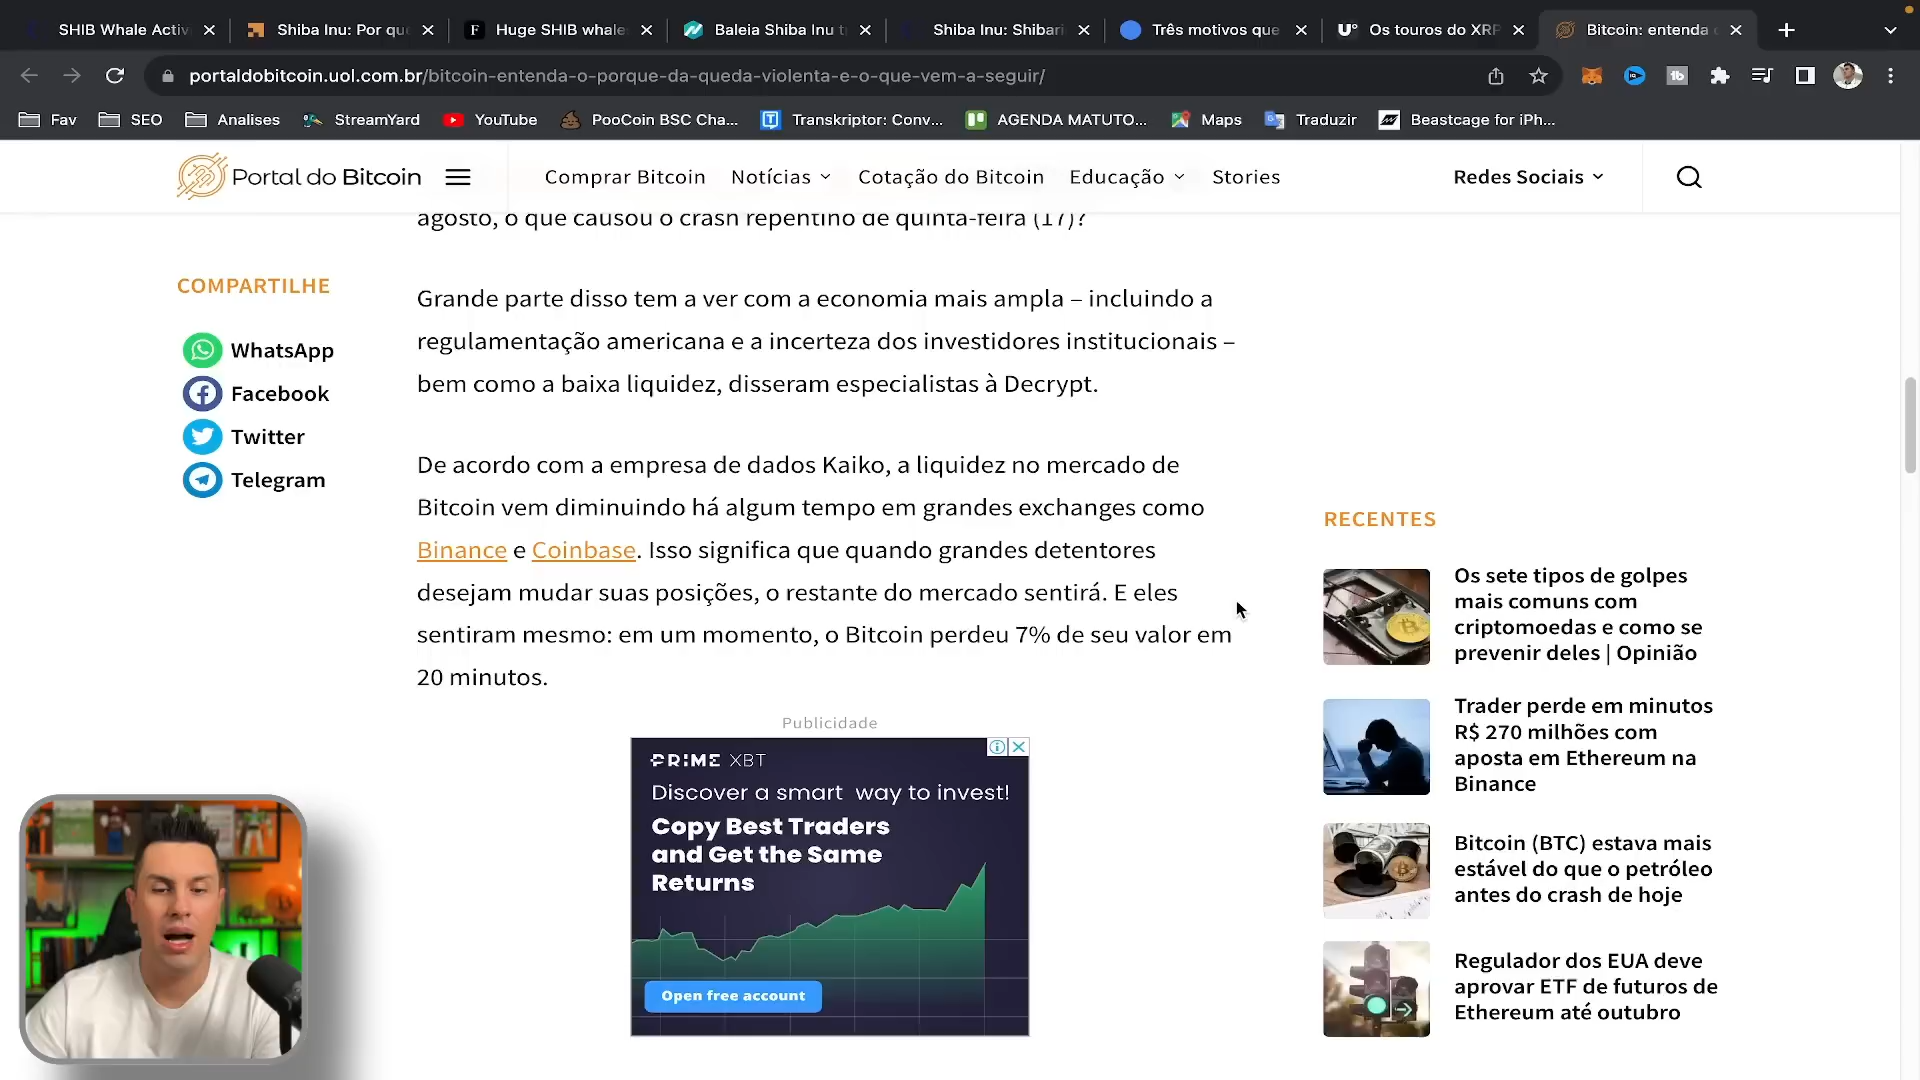 SHIB Whale Activ
Shiba Inu: Por qu
Huge SHIB whale
Baleia Shiba Inu t
Shiba Inu: Shibari
Três motivos que
Os touros do XRP
Bitcoin: entenda
portaldobitcoin.uol.com.br/bitcoin-entenda-o-porque-da-queda-violenta-e-o-que-vem-a-seguir/
Fav
SEO
Analises
StreamYard
YouTube
PooCoin BSC Cha...
Transkriptor: Conv...
AGENDA MATUTO...
Maps
Traduzir
Beastcage for iPh...
Portal do Bitcoin
Comprar Bitcoin
Notícias
Cotação do Bitcoin
Educação
Stories
Redes Sociais
agosto, o que causou o crash repentino de quinta-feira (17)?
COMPARTILHE
WhatsApp
Facebook
Twitter
Telegram
Grande parte disso tem a ver com a economia mais ampla – incluindo a
regulamentação americana e a incerteza dos investidores institucionais –
bem como a baixa liquidez, disseram especialistas à Decrypt.
De acordo com a empresa de dados Kaiko, a liquidez no mercado de
Bitcoin vem diminuindo há algum tempo em grandes exchanges como
Binance e Coinbase. Isso significa que quando grandes detentores
desejam mudar suas posições, o restante do mercado sentirá. E eles
sentiram mesmo: em um momento, o Bitcoin perdeu 7% de seu valor em
20 minutos.
Publicidade
PRIME XBT
Discover a smart way to invest!
Copy Best Traders
and Get the Same
Returns
Open free account
RECENTES
Os sete tipos de golpes
mais comuns com
criptomoedas e como se
prevenir deles | Opinião
Trader perde em minutos
R$ 270 milhões com
aposta em Ethereum na
Binance
Bitcoin (BTC) estava mais
estável do que o petróleo
antes do crash de hoje
Regulador dos EUA deve
aprovar ETF de futuros de
Ethereum até outubro